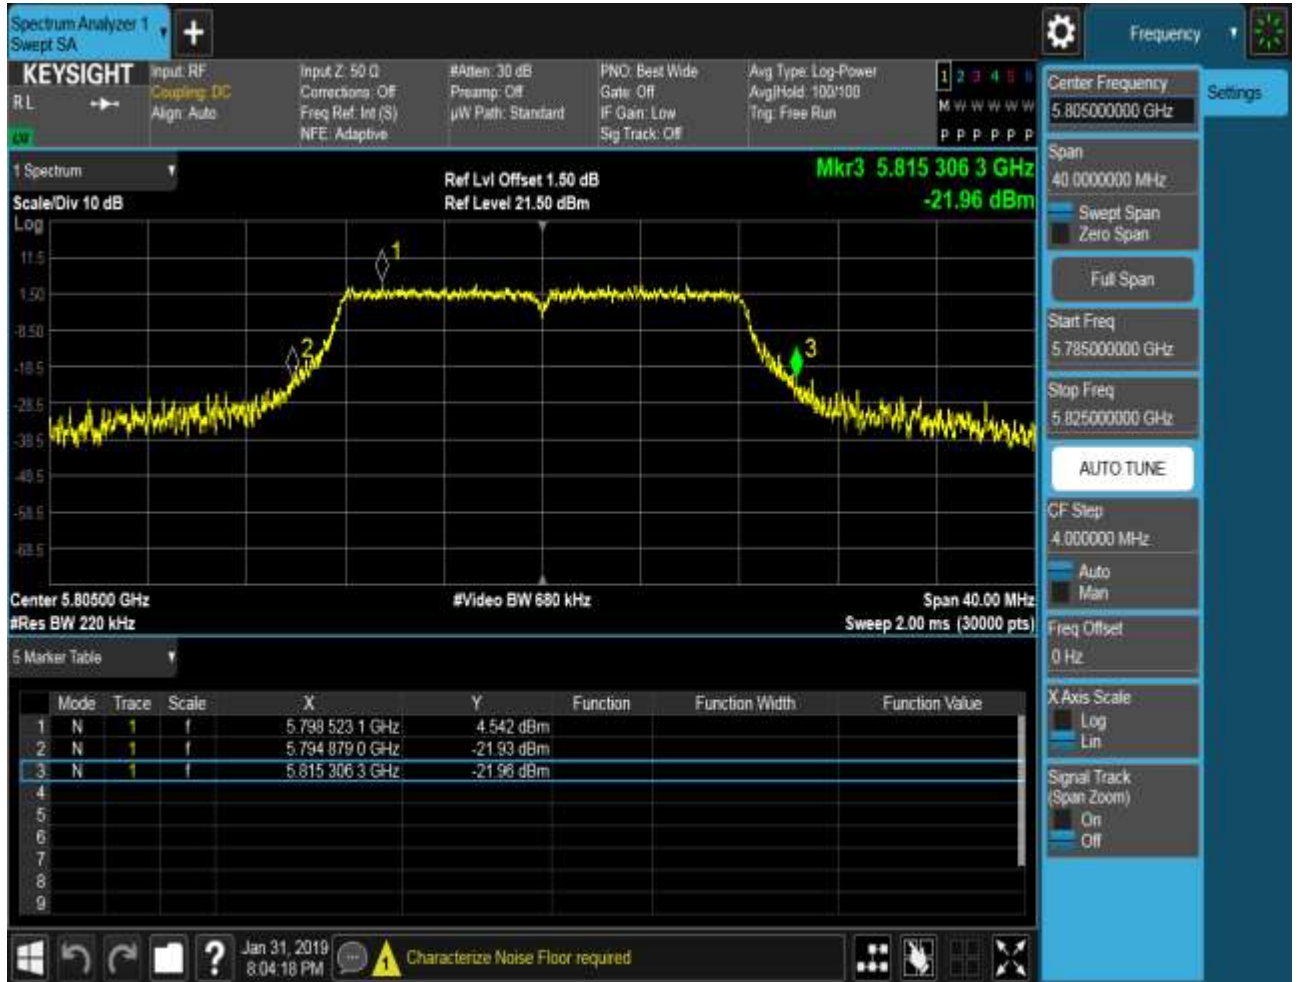 Spectrum Analyzer 1
Swept SA
+
Frequency
KEYSIGHT
RL
Input: RF
Coupling: DC
Align: Auto
Input Z: 50 Ω
Corrections: Off
Freq Ref: Int (S)
NFE: Adaptive
#Atten: 30 dB
Preamp: Off
µW Path: Standard
PNO: Best Wide
Gate: Off
IF Gain: Low
Sig Track: Off
Avg Type: Log-Power
Avg|Hold: 100/100
Trig: Free Run
1 2 3 4 5 6
M W W W W W
P P P P P P
1 Spectrum
Scale/Div 10 dB
Log
Ref Lvl Offset 1.50 dB
Ref Level 21.50 dBm
Mkr3 5.815 306 3 GHz
-21.96 dBm
11.5
1.50
-8.50
-18.5
-28.5
-38.5
-48.5
-58.5
-68.5
1
2
3
Center 5.80500 GHz
#Res BW 220 kHz
#Video BW 680 kHz
Span 40.00 MHz
Sweep 2.00 ms (30000 pts)
5 Marker Table
Mode Trace Scale X Y Function Function Width Function Value
1 N 1 f 5.798 523 1 GHz 4.542 dBm
2 N 1 f 5.794 879 0 GHz -21.93 dBm
3 N 1 f 5.815 306 3 GHz -21.96 dBm
4
5
6
7
8
9
Center Frequency
5.805000000 GHz
Settings
Span
40.0000000 MHz
Swept Span
Zero Span
Full Span
Start Freq
5.785000000 GHz
Stop Freq
5.825000000 GHz
AUTO TUNE
CF Step
4.000000 MHz
Auto
Man
Freq Offset
0 Hz
X Axis Scale
Log
Lin
Signal Track
(Span Zoom)
On
Off
?
Jan 31, 2019
8:04:18 PM
1
Characterize Noise Floor required